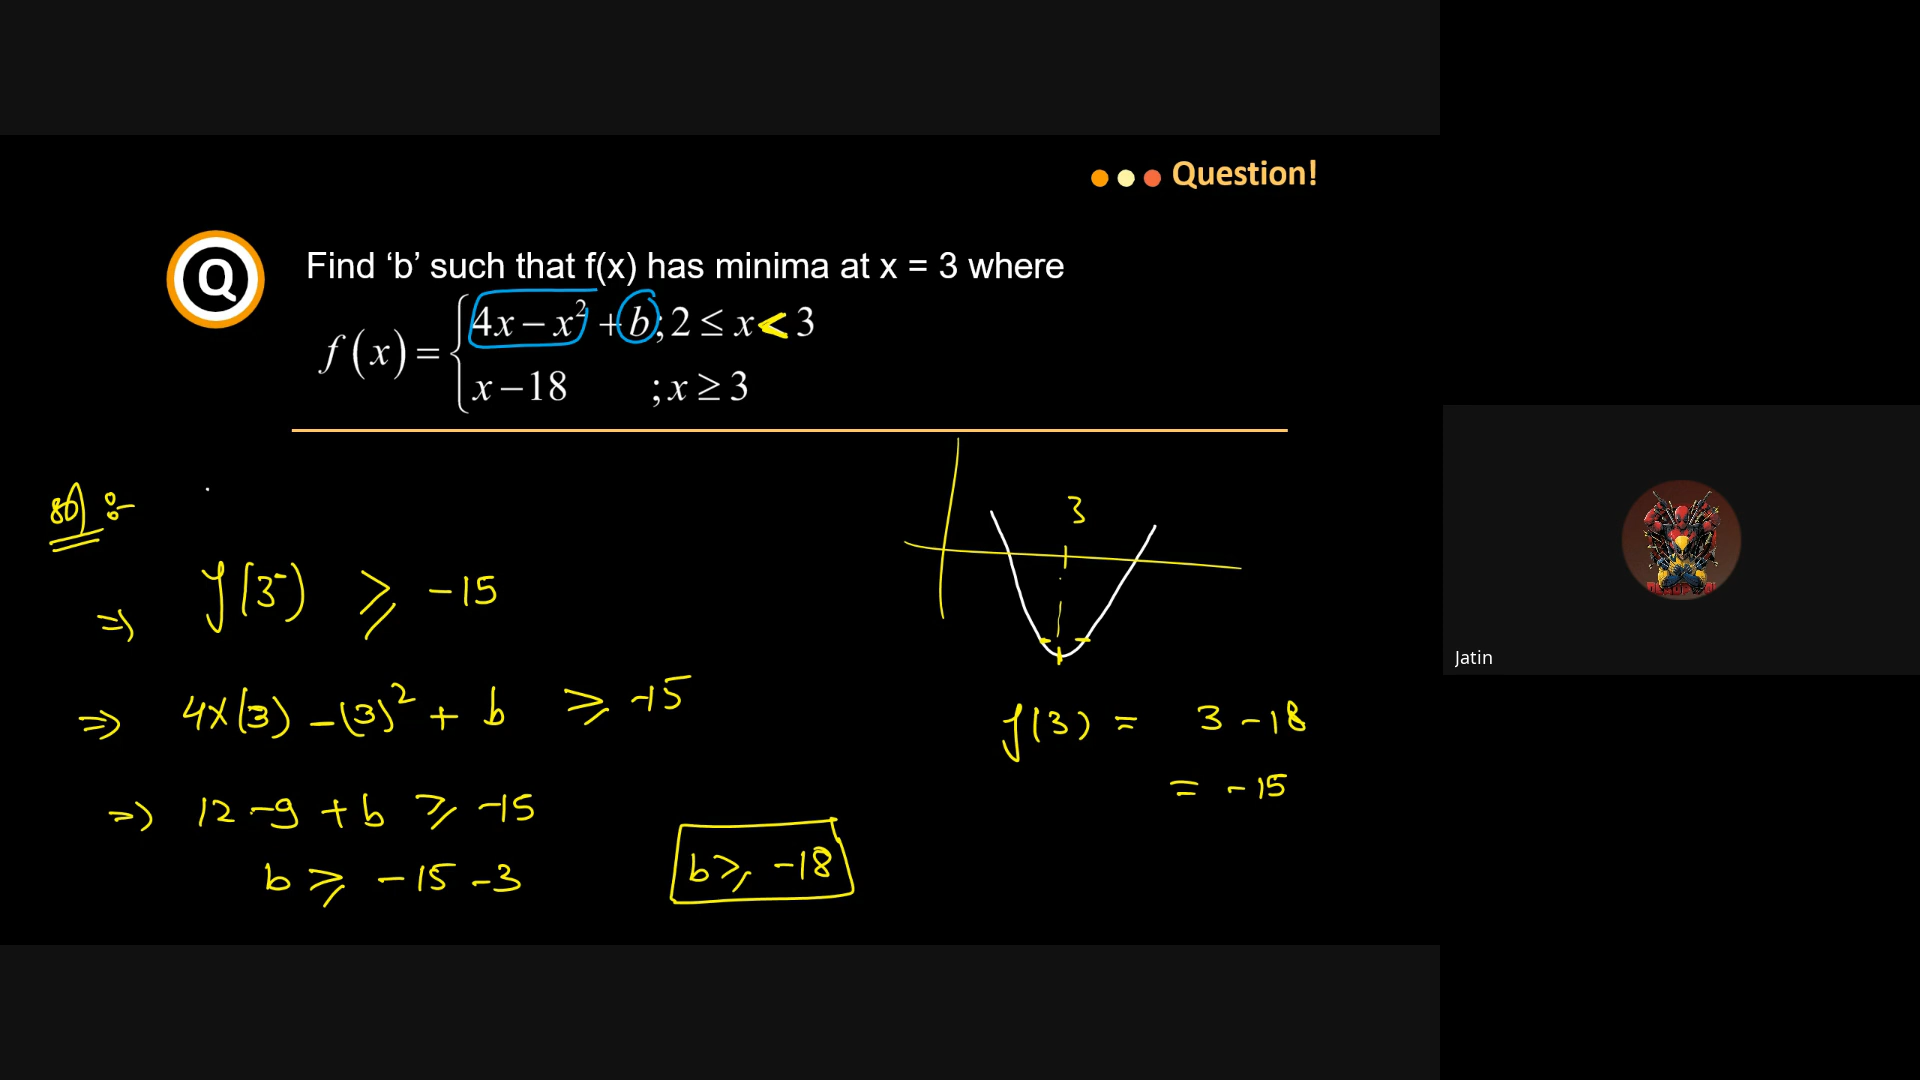 Question!
Q
Find ‘b’ such that f(x) has minima at x = 3 where
f(x) = { 4x − x² + b; 2 ≤ x < 3
x − 18 ; x ≥ 3
Sol :-
3
⇒ f(3⁻) ⩾ −15
⇒ 4×(3) −(3)² + b ⩾ −15
f(3) = 3 −18
= −15
⇒ 12 −9 + b ⩾ −15
b ⩾ −15 −3
b ⩾ −18
Jatin